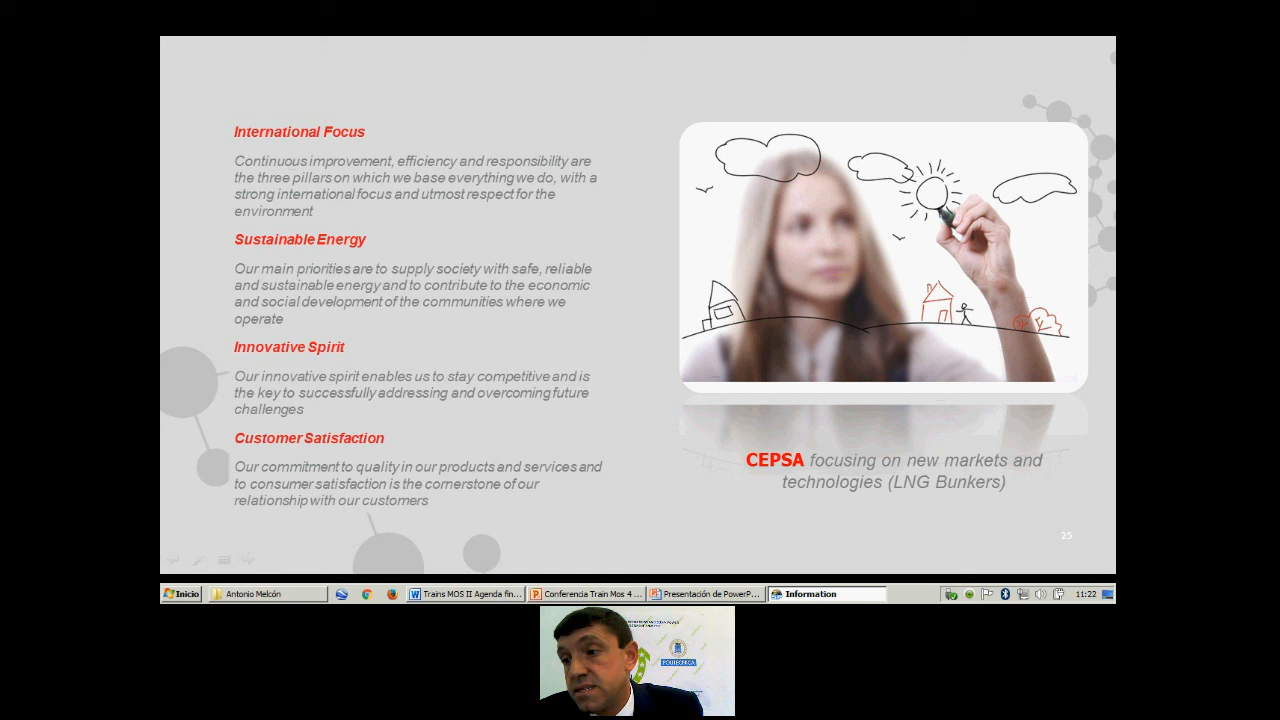 International Focus
Continuous improvement, efficiency and responsibility are
the three pillars on which we base everything we do, with a
strong international focus and utmost respect for the
environment
Sustainable Energy
Our main priorities are to supply society with safe, reliable
and sustainable energy and to contribute to the economic
and social development of the communities where we
operate
Innovative Spirit
Our innovative spirit enables us to stay competitive and is
the key to successfully addressing and overcoming future
challenges
Customer Satisfaction
Our commitment to quality in our products and services and
to consumer satisfaction is the cornerstone of our
relationship with our customers
CEPSA focusing on new markets and
technologies (LNG Bunkers)
25
Inicio
Antonio Melcón
Trains MOS II Agenda fin...
Conferencia Train Mos 4 ...
Presentación de PowerP...
Information
11:22
POLITECNICA